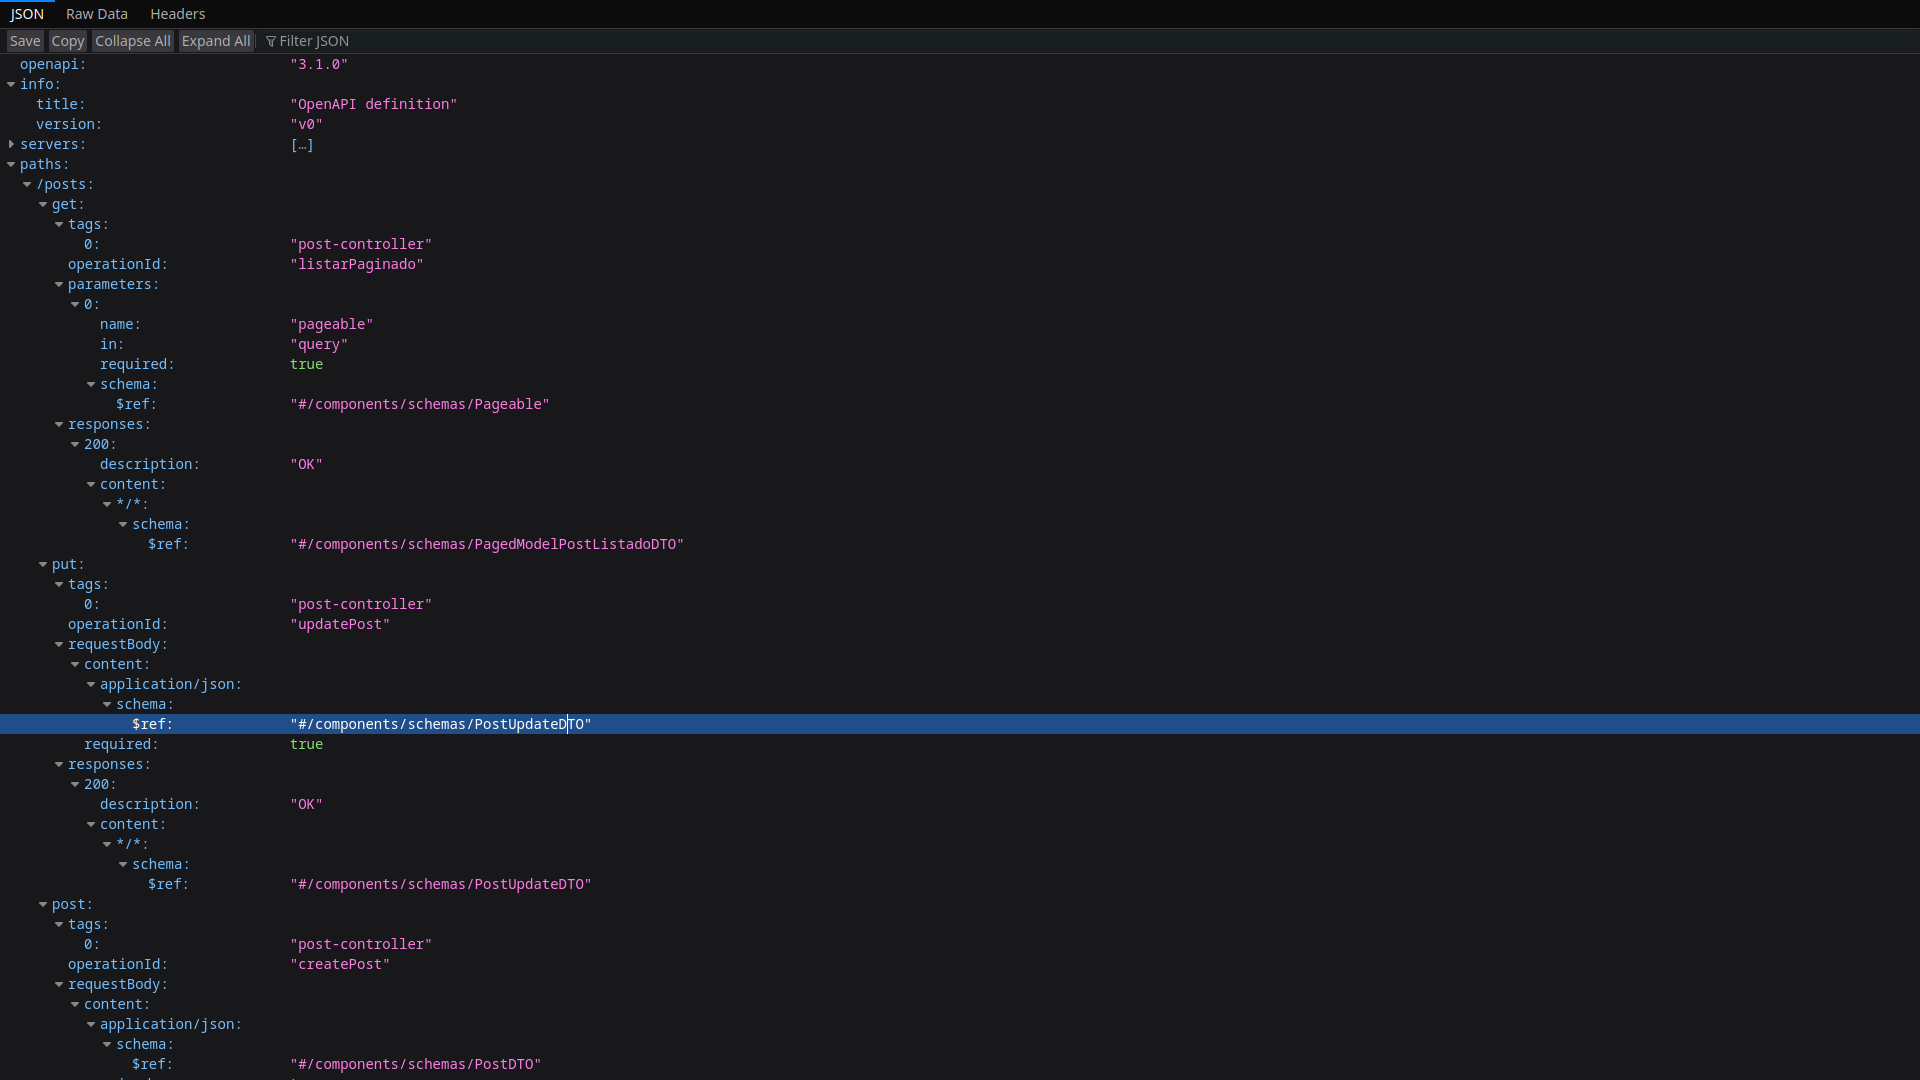 JSON Raw Data Headers
Save Copy Collapse All Expand All Filter JSON
openapi: "3.1.0"
info:
title: "OpenAPI definition"
version: "v0"
servers: […]
paths:
/posts:
get:
tags:
0: "post-controller"
operationId: "listarPaginado"
parameters:
0:
name: "pageable"
in: "query"
required: true
schema:
$ref: "#/components/schemas/Pageable"
responses:
200:
description: "OK"
content:
*/*:
schema:
$ref: "#/components/schemas/PagedModelPostListadoDTO"
put:
tags:
0: "post-controller"
operationId: "updatePost"
requestBody:
content:
application/json:
schema:
$ref: "#/components/schemas/PostUpdateDTO"
required: true
responses:
200:
description: "OK"
content:
*/*:
schema:
$ref: "#/components/schemas/PostUpdateDTO"
post:
tags:
0: "post-controller"
operationId: "createPost"
requestBody:
content:
application/json:
schema:
$ref: "#/components/schemas/PostDTO"